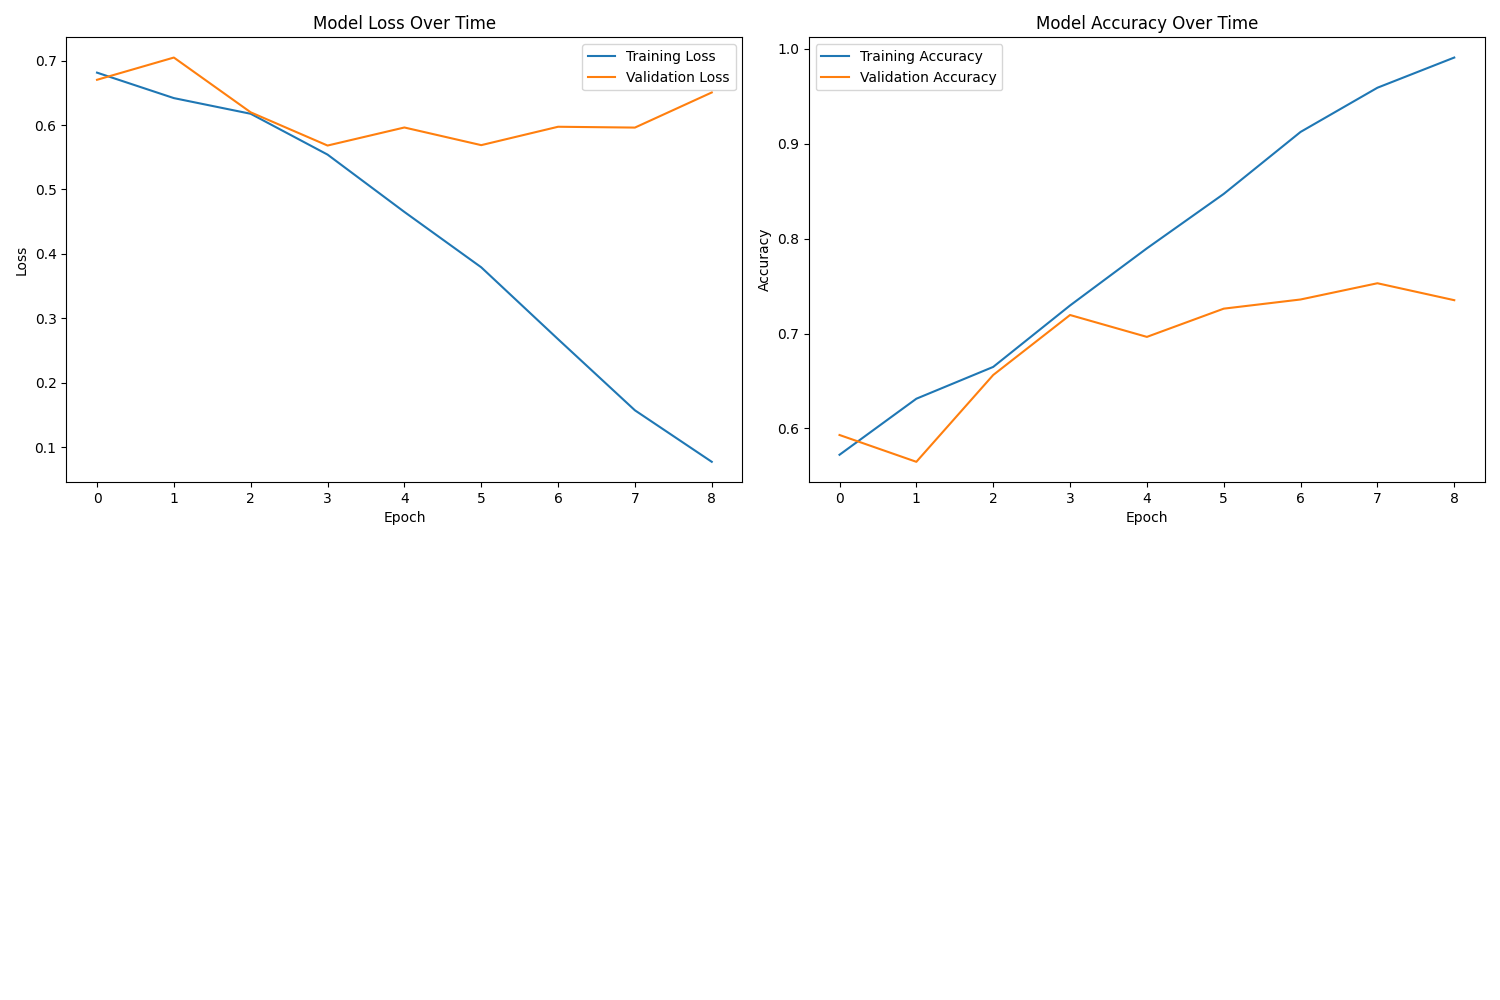 Model Loss Over Time
Training Loss
Validation Loss
0.7
0.6
0.5
0.4
0.3
0.2
0.1
Loss
0 1 2 3 4 5 6 7 8
Epoch
Model Accuracy Over Time
Training Accuracy
Validation Accuracy
1.0
0.9
0.8
0.7
0.6
Accuracy
0 1 2 3 4 5 6 7 8
Epoch